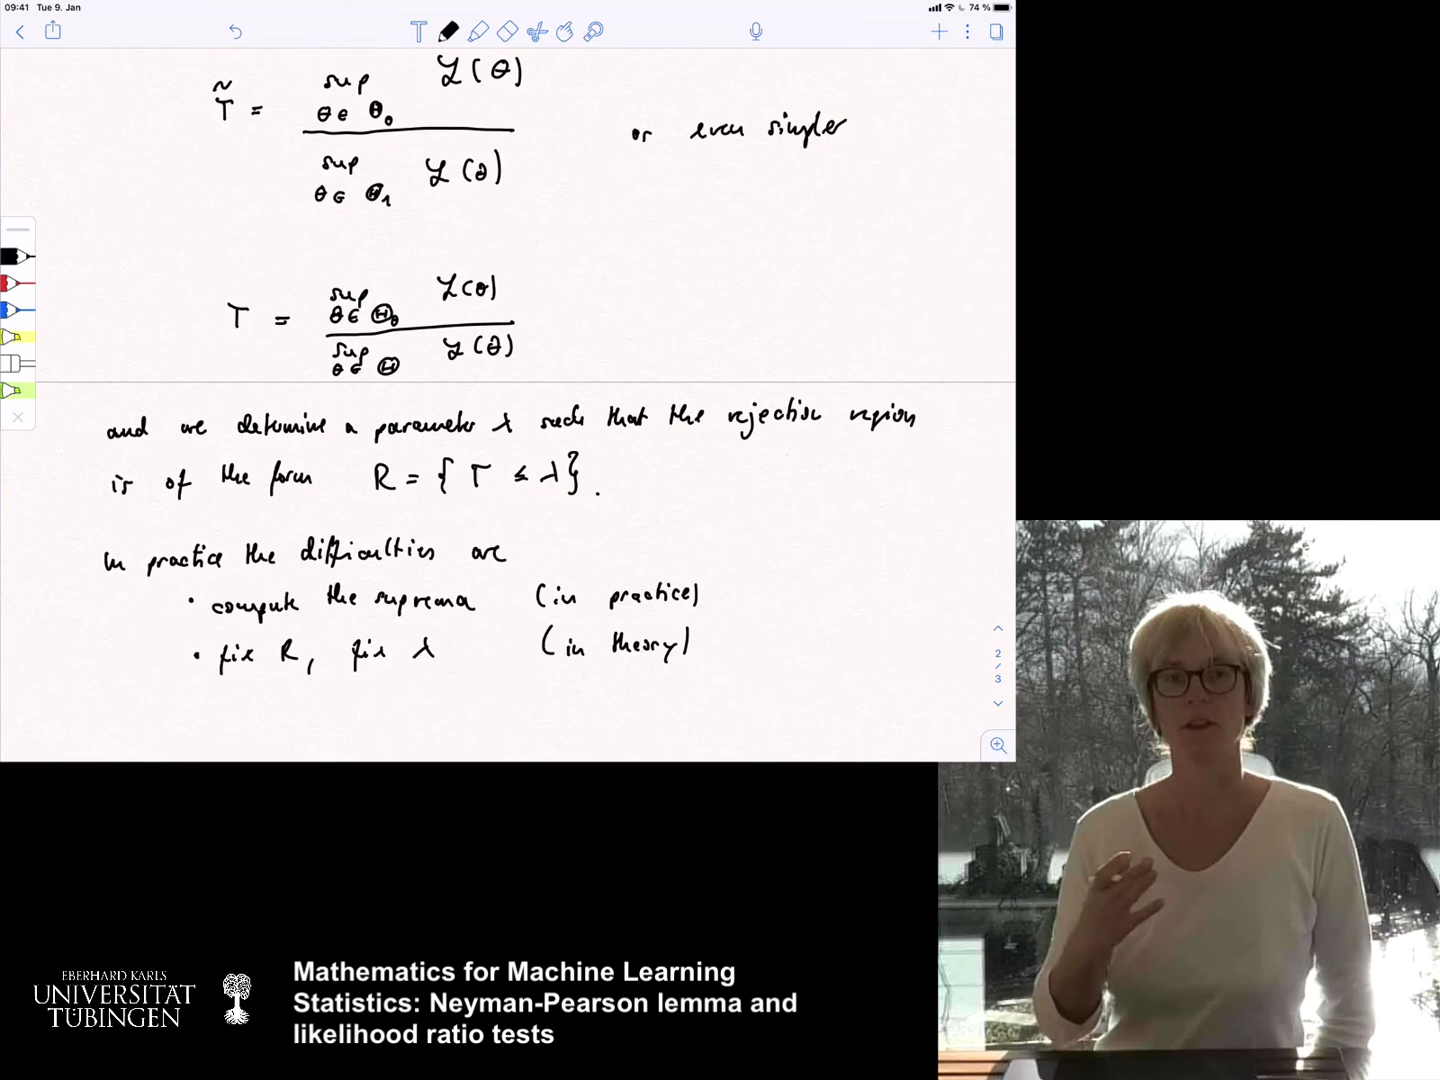 09:41 Tue 9. Jan
74 %
T
~
T = sup θ∈ Θ₀ ℒ(θ)
sup θ∈ Θ₁ ℒ(θ)
or even simpler
T = sup θ∈ Θ₀ ℒ(θ)
sup θ∈ Θ ℒ(θ)
and we determine a parameter λ such that the rejection region
is of the form R = { T ≤ λ}.
In practice the difficulties are
• compute the suprema (in practice)
• fix R, fix λ (in theory)
2
/
3
EBERHARD KARLS
UNIVERSITÄT
TÜBINGEN
Mathematics for Machine Learning
Statistics: Neyman-Pearson lemma and
likelihood ratio tests